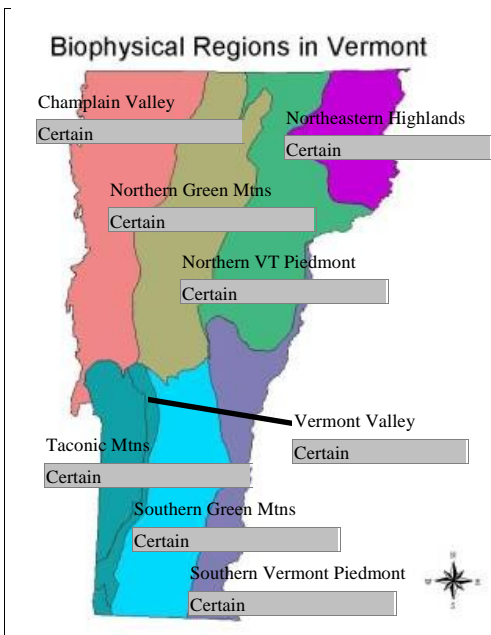 Biophysical Regions in Vermont
Champlain Valley
Certain
Northeastern Highlands
Certain
Northern Green Mtns
Certain
Northern VT Piedmont
Certain
Vermont Valley
Certain
Taconic Mtns
Certain
Southern Green Mtns
Certain
Southern Vermont Piedmont
Certain
N
W E
S